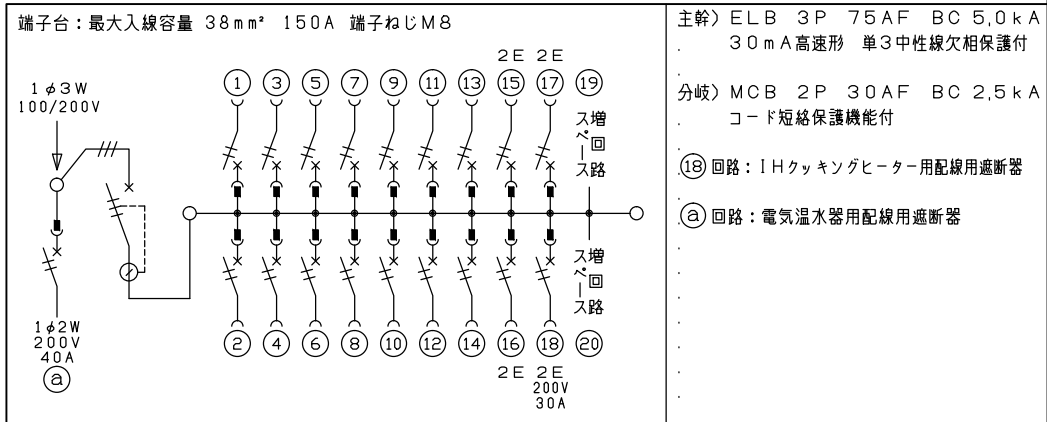 端子台：最大入線容量 38mm² 150A 端子ねじM8
2E 2E
① ③ ⑤ ⑦ ⑨ ⑪ ⑬ ⑮ ⑰ ⑲
1φ3W
100/200V
増回路
スペース
増回路
スペース
1φ2W
200V
40A
ⓐ
② ④ ⑥ ⑧ ⑩ ⑫ ⑭ ⑯ ⑱ ⑳
2E 2E
200V
30A
主幹）ELB 3P 75AF BC5,0kA
30mA高速形 単3中性線欠相保護付
分岐）MCB 2P 30AF BC2,5kA
コード短絡保護機能付
⑱回路：IHクッキングヒーター用配線用遮断器
ⓐ回路：電気温水器用配線用遮断器